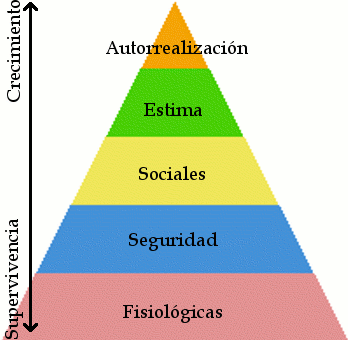 Crecimiento
Autorrealización
Estima
Sociales
Seguridad
Supervivencia
Fisiológicas